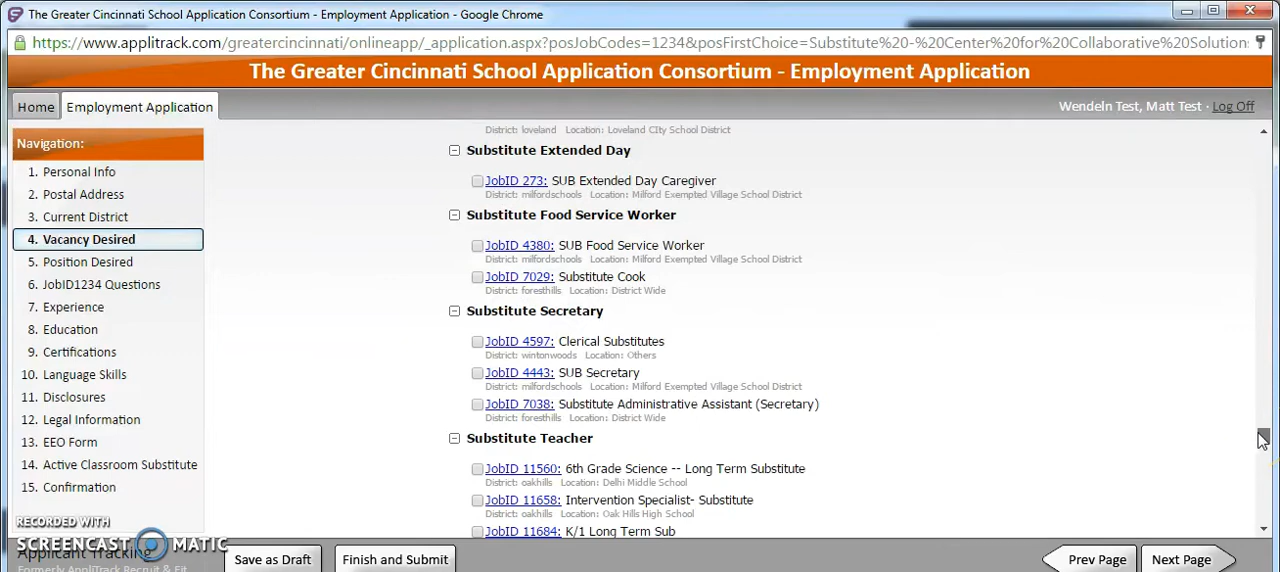 The Greater Cincinnati School Application Consortium - Employment Application - Google Chrome
https://www.applitrack.com/greatercincinnati/onlineapp/_application.aspx?posJobCodes=1234&posFirstChoice=Substitute%20-%20Center%20for%20Collaborative%20Solutions
The Greater Cincinnati School Application Consortium - Employment Application
Home Employment Application Wendeln Test, Matt Test - Log Off
Navigation:
1. Personal Info
2. Postal Address
3. Current District
4. Vacancy Desired
5. Position Desired
6. JobID1234 Questions
7. Experience
8. Education
9. Certifications
10. Language Skills
11. Disclosures
12. Legal Information
13. EEO Form
14. Active Classroom Substitute
15. Confirmation
District: loveland Location: Loveland CIty School District
Substitute Extended Day
JobID 273: SUB Extended Day Caregiver
District: milfordschools Location: Milford Exempted Village School District
Substitute Food Service Worker
JobID 4380: SUB Food Service Worker
District: milfordschools Location: Milford Exempted Village School District
JobID 7029: Substitute Cook
District: foresthills Location: District Wide
Substitute Secretary
JobID 4597: Clerical Substitutes
District: wintonwoods Location: Others
JobID 4443: SUB Secretary
District: milfordschools Location: Milford Exempted Village School District
JobID 7038: Substitute Administrative Assistant (Secretary)
District: foresthills Location: District Wide
Substitute Teacher
JobID 11560: 6th Grade Science -- Long Term Substitute
District: oakhills Location: Delhi Middle School
JobID 11658: Intervention Specialist- Substitute
District: oakhills Location: Oak Hills High School
JobID 11684: K/1 Long Term Sub
RECORDED WITH
SCREENCAST MATIC
Applicant Tracking
Formerly AppliTrack Recruit & Fit
Save as Draft Finish and Submit Prev Page Next Page